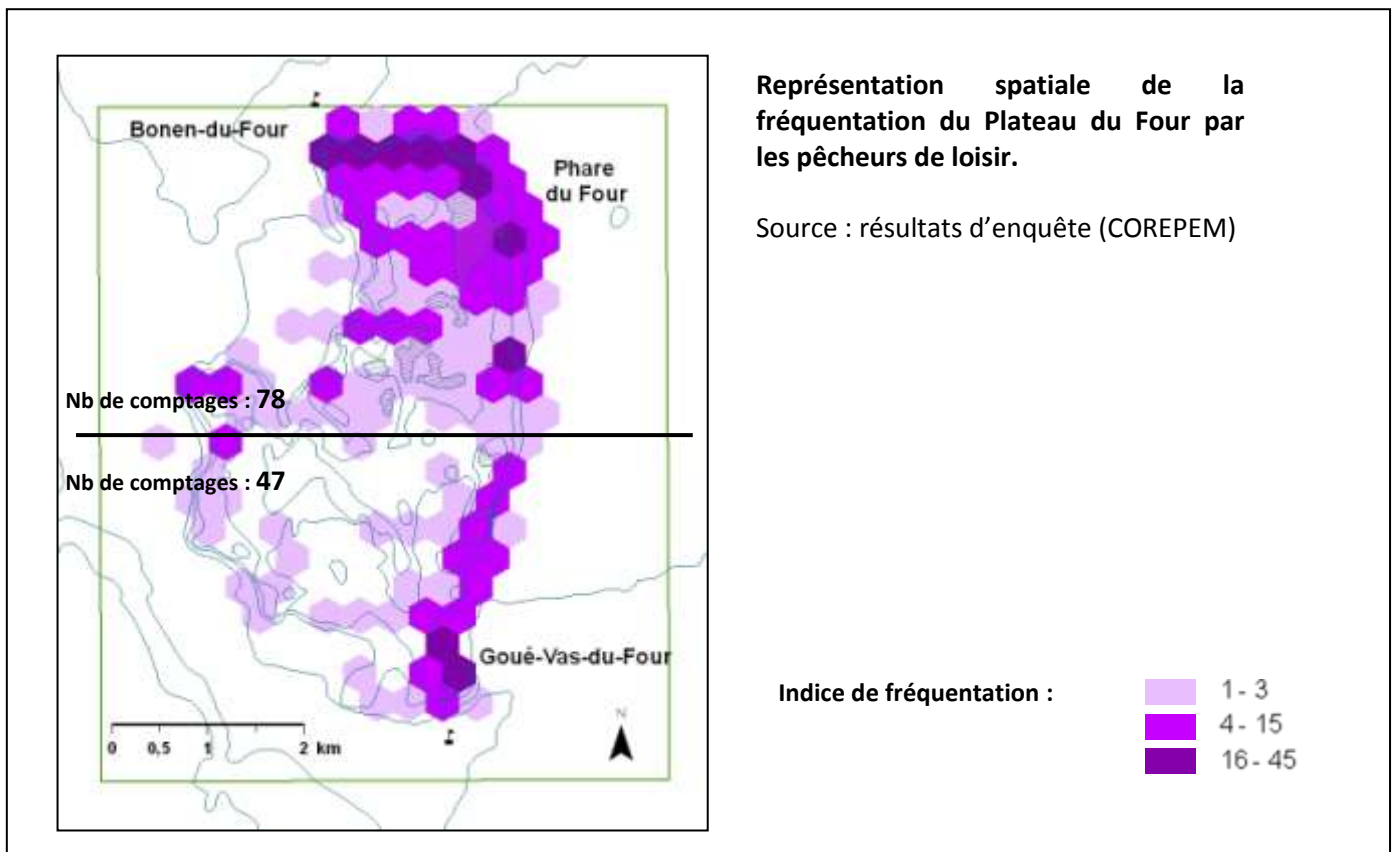 Bonen-du-Four
Phare
du Four
Nb de comptages : 78
Nb de comptages : 47
Goué-Vas-du-Four
N
0 0,5 1 2 km
Représentation spatiale de la
fréquentation du Plateau du Four par
les pêcheurs de loisir.
Source : résultats d'enquête (COREPEM)
Indice de fréquentation :
1 - 3
4 - 15
16 - 45